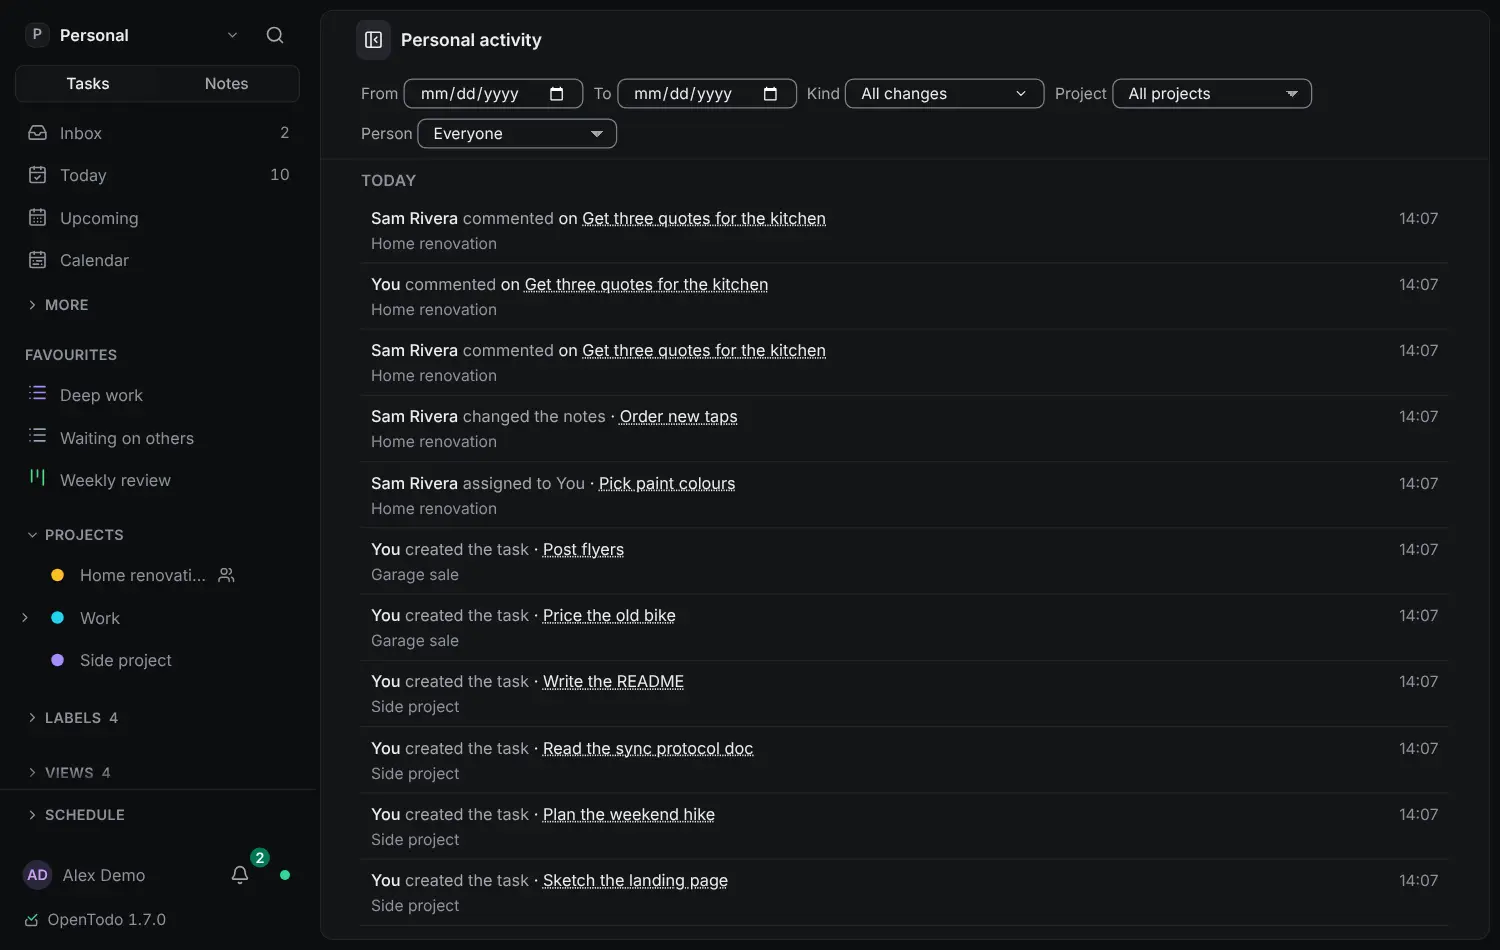 P Personal
Tasks Notes
Inbox 2
Today 10
Upcoming
Calendar
MORE
FAVOURITES
Deep work
Waiting on others
Weekly review
PROJECTS
Home renovati...
Work
Side project
LABELS 4
VIEWS 4
SCHEDULE
AD Alex Demo 2
OpenTodo 1.7.0
Personal activity
From mm/dd/yyyy To mm/dd/yyyy Kind All changes Project All projects
Person Everyone
TODAY
Sam Rivera commented on Get three quotes for the kitchen 14:07
Home renovation
You commented on Get three quotes for the kitchen 14:07
Home renovation
Sam Rivera commented on Get three quotes for the kitchen 14:07
Home renovation
Sam Rivera changed the notes · Order new taps 14:07
Home renovation
Sam Rivera assigned to You · Pick paint colours 14:07
Home renovation
You created the task · Post flyers 14:07
Garage sale
You created the task · Price the old bike 14:07
Garage sale
You created the task · Write the README 14:07
Side project
You created the task · Read the sync protocol doc 14:07
Side project
You created the task · Plan the weekend hike 14:07
Side project
You created the task · Sketch the landing page 14:07
Side project